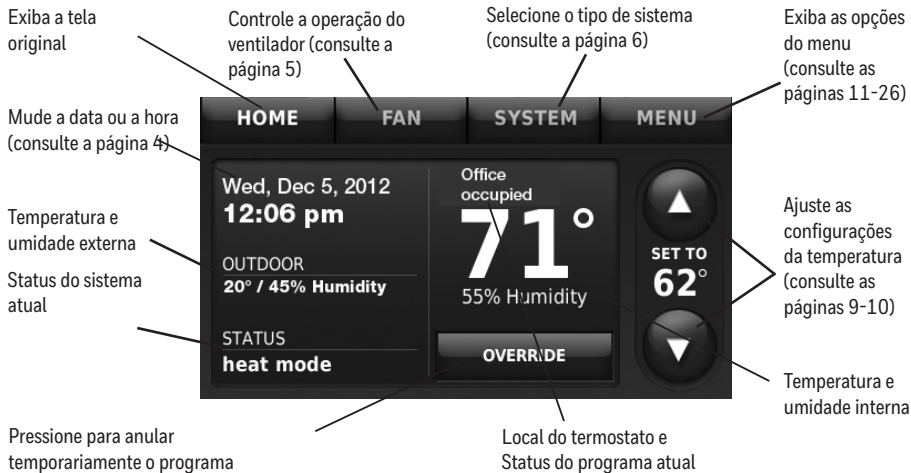 Exiba a tela
original
Controle a operação do
ventilador (consulte a
página 5)
Selecione o tipo de sistema
(consulte a página 6)
Exiba as opções
do menu
(consulte as
páginas 11-26)
Mude a data ou a hora
(consulte a página 4)
Temperatura e
umidade externa
Status do sistema
atual
HOME
FAN
SYSTEM
MENU
Wed, Dec 5, 2012
12:06 pm
OUTDOOR
20° / 45% Humidity
STATUS
heat mode
Office
occupied
71°
55% Humidity
OVERRIDE
SET TO
62°
Ajuste as
configurações
da temperatura
(consulte as
páginas 9-10)
Temperatura e
umidade interna
Pressione para anular
temporariamente o programa
Local do termostato e
Status do programa atual